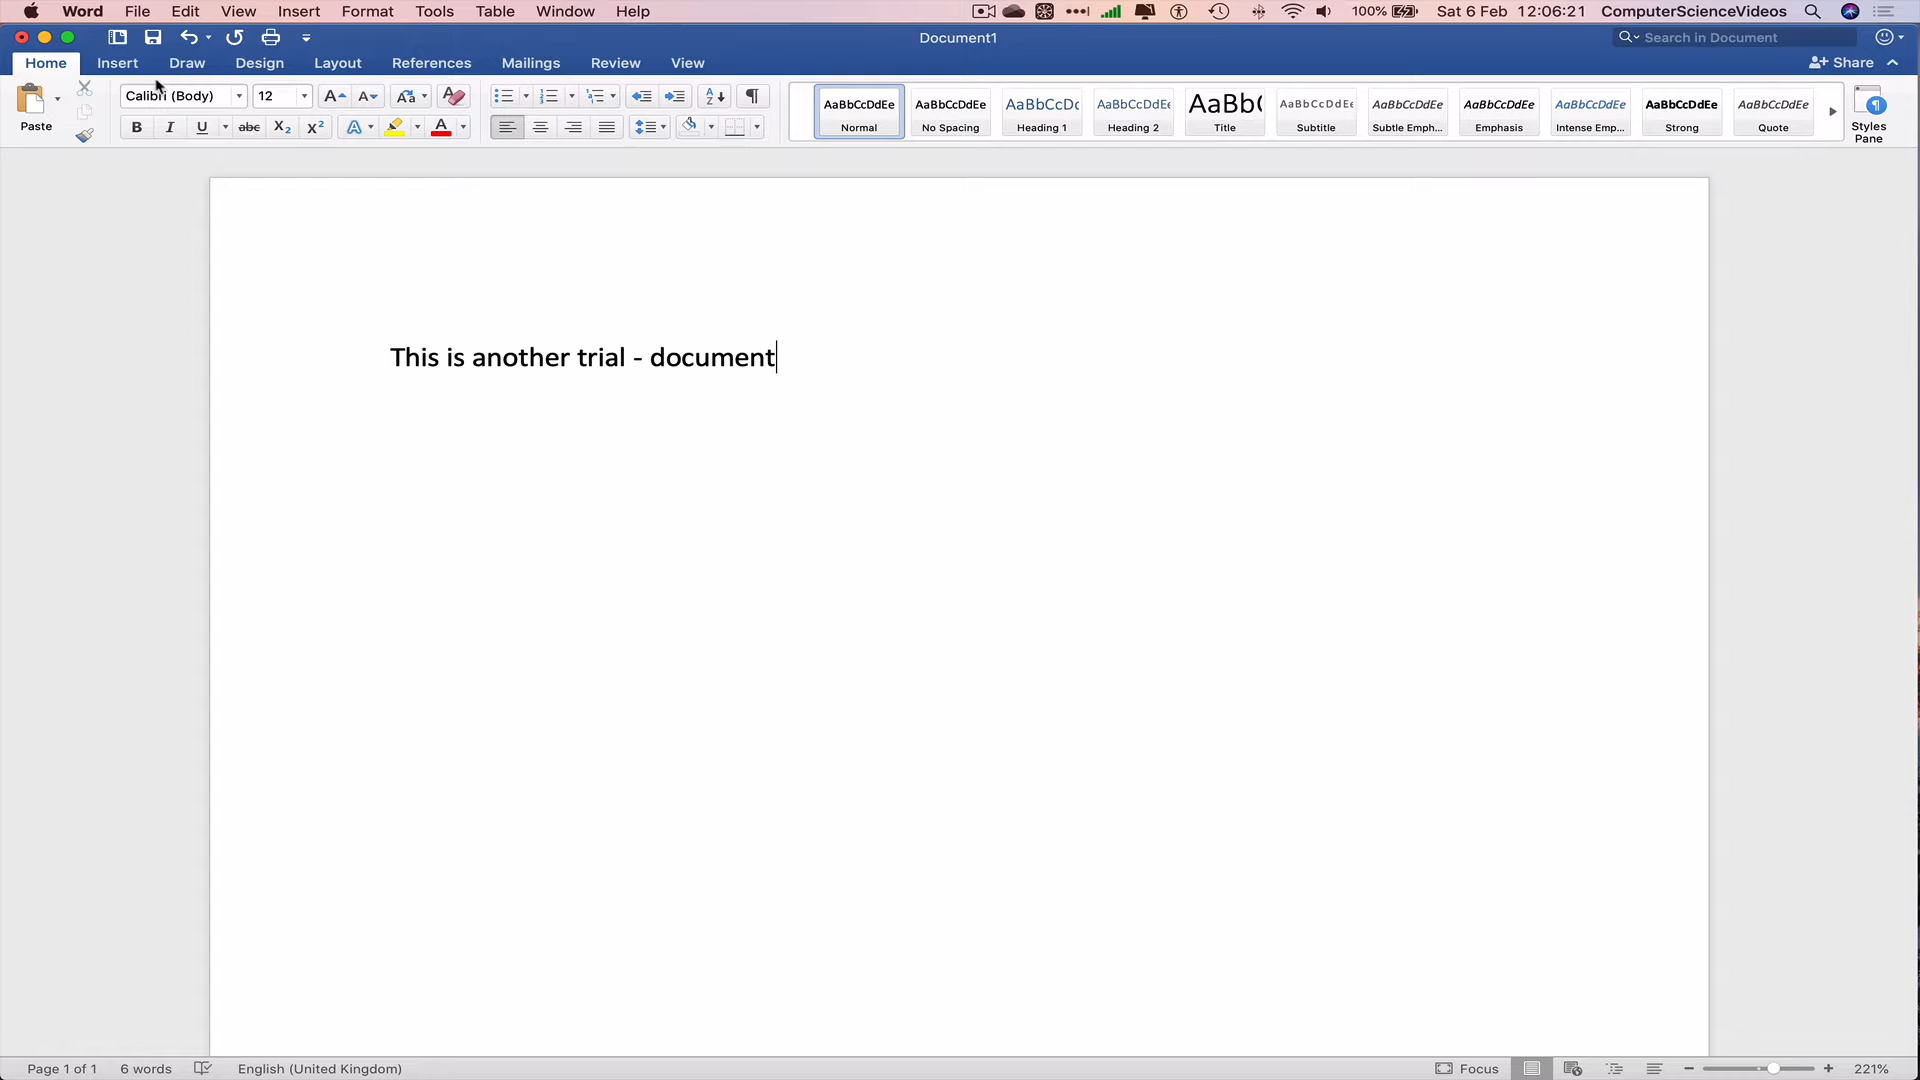 Word File Edit View Insert Format Tools Table Window Help 100% Sat 6 Feb 12:06:21 ComputerScienceVideos
Document1 Search in Document
Home Insert Draw Design Layout References Mailings Review View Share
Calibri (Body) 12 AaBbCcDdEe AaBbCcDdEe AaBbCcDc AaBbCcDdEe AaBb( AaBbCcDdEe AaBbCcDdEe AaBbCcDdEe AaBbCcDdEe AaBbCcDdEe AaBbCcDdEe
Paste B I U abc X2 X2 A A Normal No Spacing Heading 1 Heading 2 Title Subtitle Subtle Emph... Emphasis Intense Emp... Strong Quote Styles
Pane
This is another trial - document
Page 1 of 1 6 words English (United Kingdom) Focus 221%